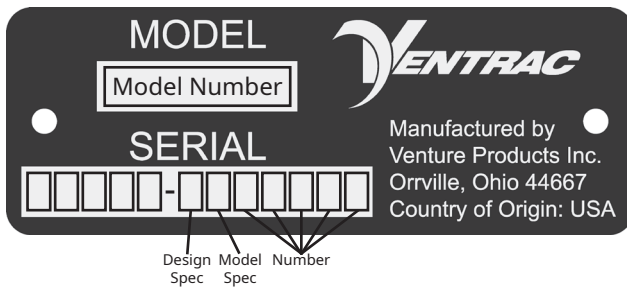 MODEL
Model Number
VENTRAC
SERIAL
-
Manufactured by
Venture Products Inc.
Orrville, Ohio 44667
Country of Origin: USA
Design Spec
Model Spec
Number